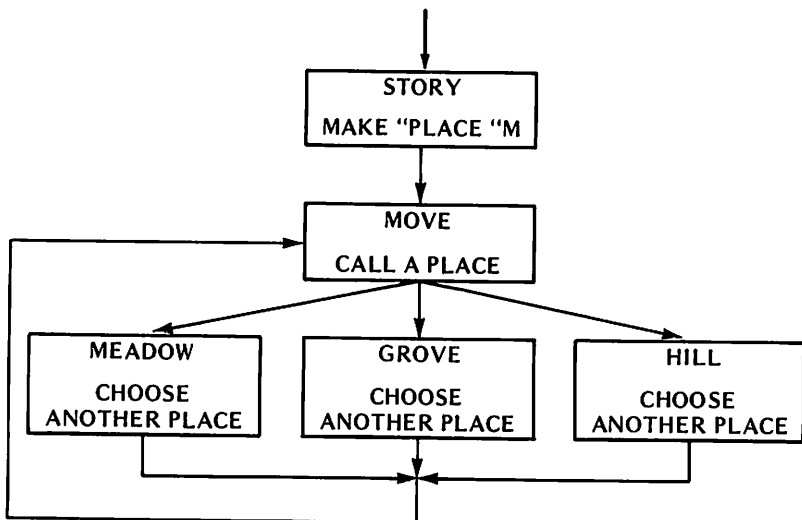 STORY
MAKE “PLACE “M
MOVE
CALL A PLACE
MEADOW
CHOOSE
ANOTHER PLACE
GROVE
CHOOSE
ANOTHER PLACE
HILL
CHOOSE
ANOTHER PLACE